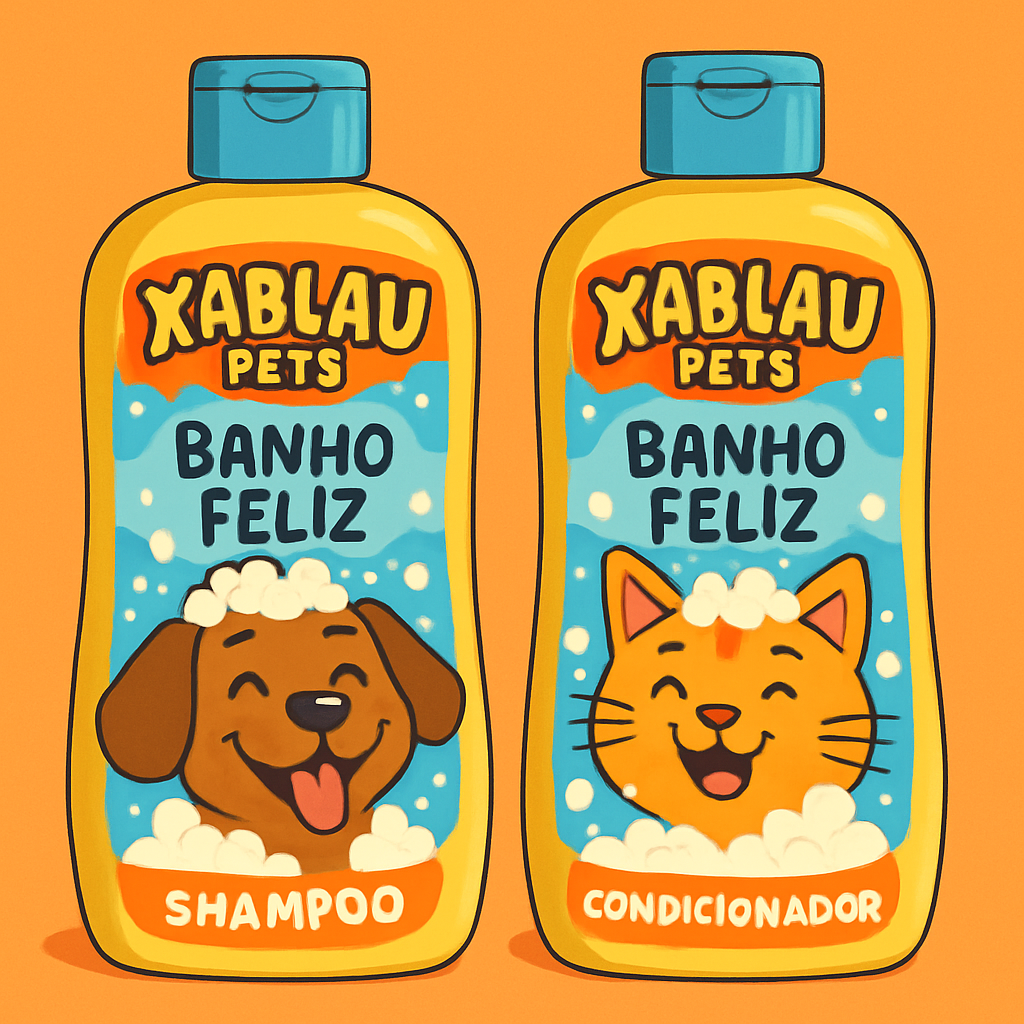 XABLAU
PETS
BANHO
FELIZ
SHAMPOO
XABLAU
PETS
BANHO
FELIZ
CONDICIONADOR